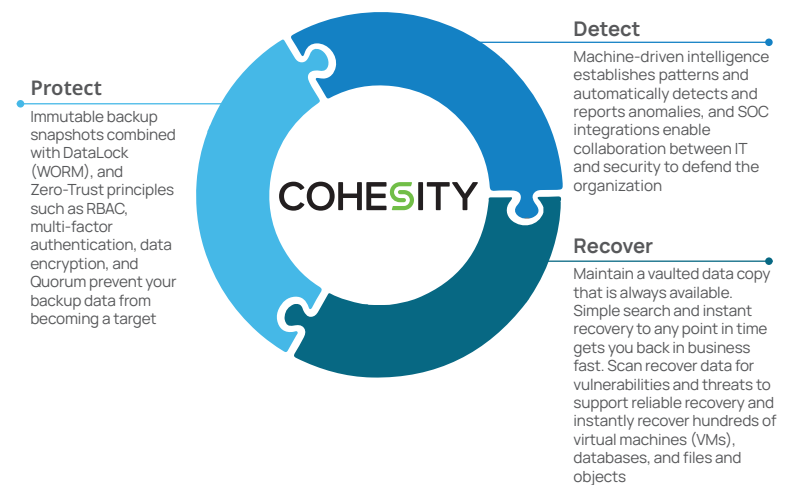 Protect
Immutable backup
snapshots combined
with DataLock
(WORM), and
Zero-Trust principles
such as RBAC,
multi-factor
authentication, data
encryption, and
Quorum prevent your
backup data from
becoming a target
COHESITY
Detect
Machine-driven intelligence
establishes patterns and
automatically detects and
reports anomalies, and SOC
integrations enable
collaboration between IT
and security to defend the
organization
Recover
Maintain a vaulted data copy
that is always available.
Simple search and instant
recovery to any point in time
gets you back in business
fast. Scan recover data for
vulnerabilities and threats to
support reliable recovery and
instantly recover hundreds of
virtual machines (VMs),
databases, and files and
objects